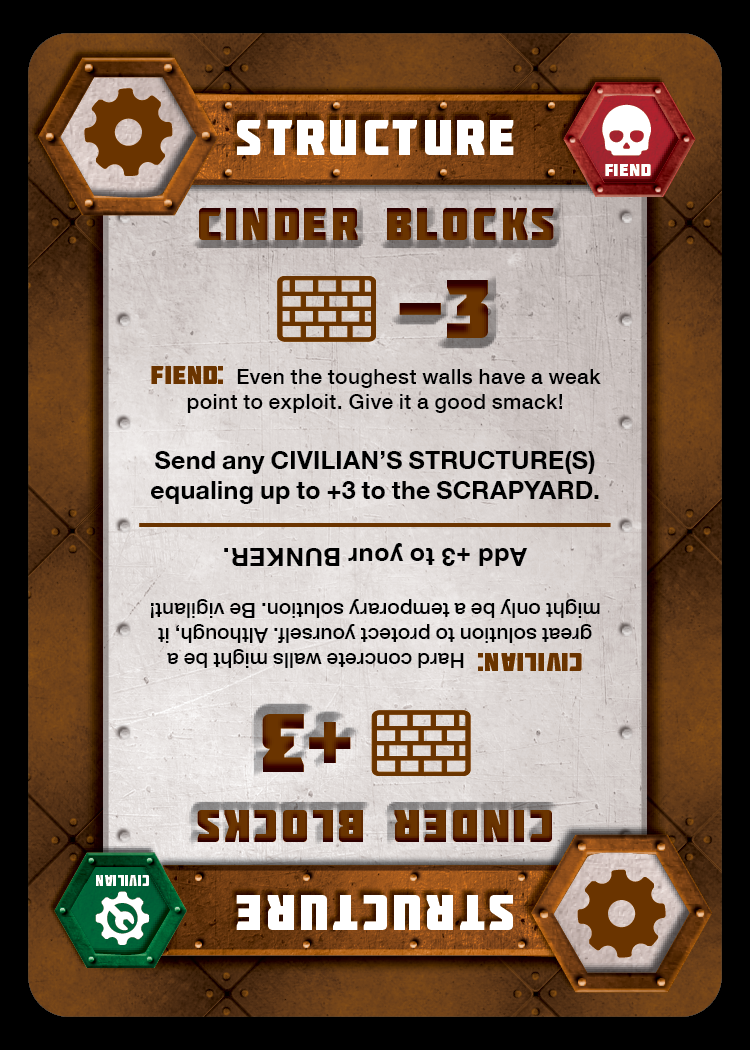 STRUCTURE
FIEND
CINDER BLOCKS
−3
FIEND: Even the toughest walls have a weak
point to exploit. Give it a good smack!
Send any CIVILIAN’S STRUCTURE(S)
equaling up to +3 to the SCRAPYARD.
STRUCTURE
CIVILIAN
CINDER BLOCKS
+3
CIVILIAN: Hard concrete walls might be a
great solution to protect yourself. Although, it
might only be a temporary solution. Be vigilant!
Add +3 to your BUNKER.